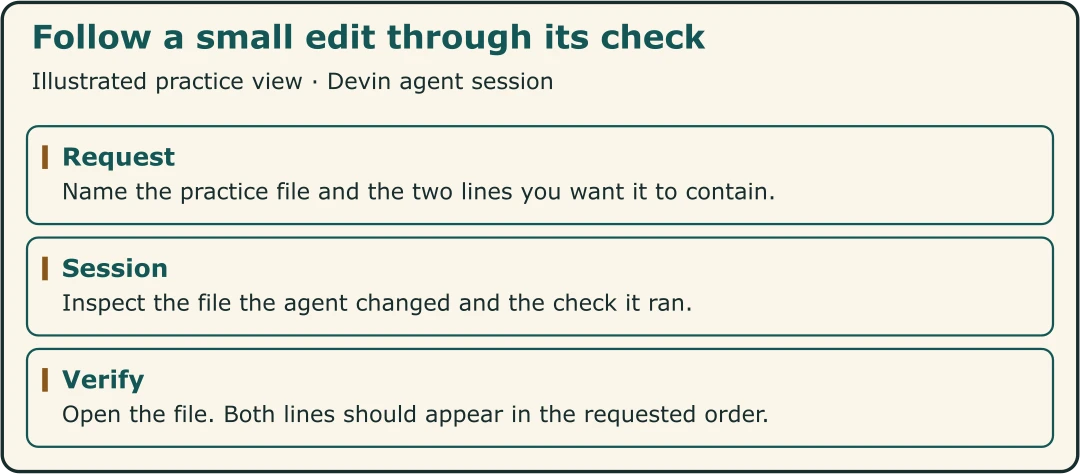 Follow a small edit through its check
Illustrated practice view · Devin agent session
Request
Name the practice file and the two lines you want it to contain.
Session
Inspect the file the agent changed and the check it ran.
Verify
Open the file. Both lines should appear in the requested order.